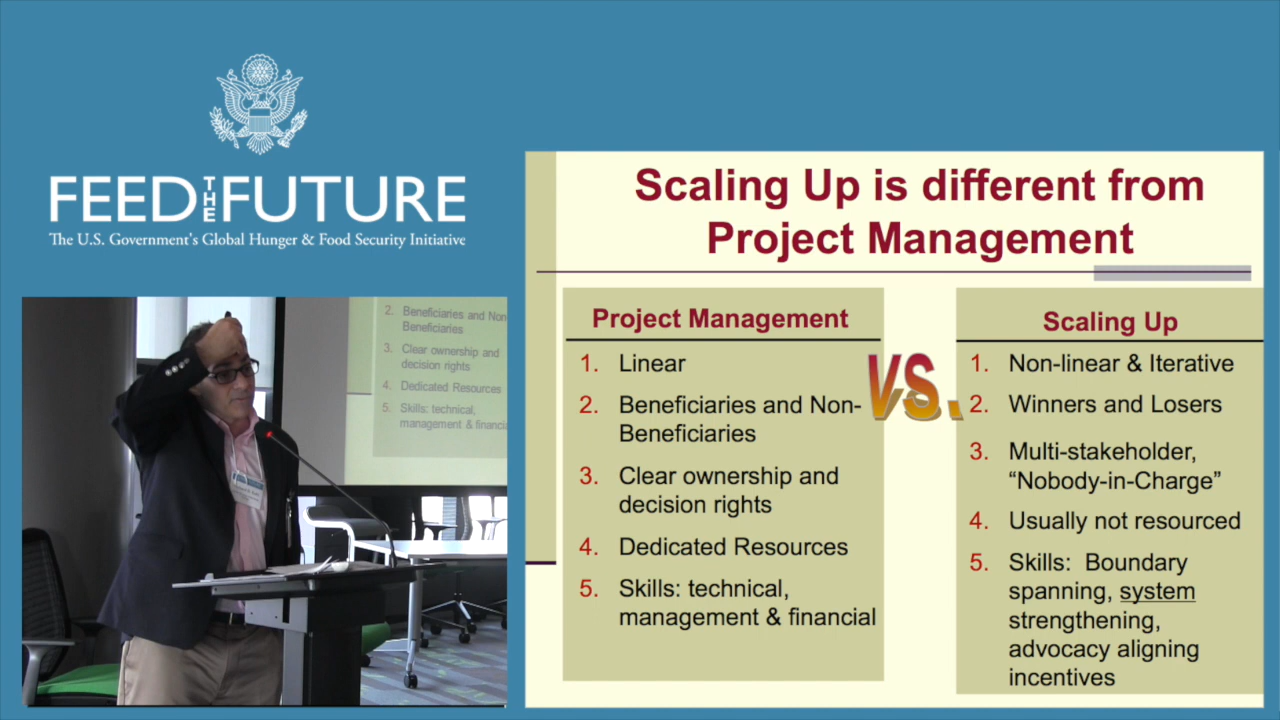 FEED THE FUTURE
The U.S. Government's Global Hunger & Food Security Initiative
2. Beneficiaries and Non-
Beneficiaries
3. Clear ownership and
decision rights
4. Dedicated Resources
5. Skills: technical,
management & financia
Scaling Up is different from
Project Management
Project Management
1. Linear
2. Beneficiaries and Non-
Beneficiaries
3. Clear ownership and
decision rights
4. Dedicated Resources
5. Skills: technical,
management & financial
VS.
Scaling Up
1. Non-linear & Iterative
2. Winners and Losers
3. Multi-stakeholder,
“Nobody-in-Charge”
4. Usually not resourced
5. Skills: Boundary
spanning, system
strengthening,
advocacy aligning
incentives